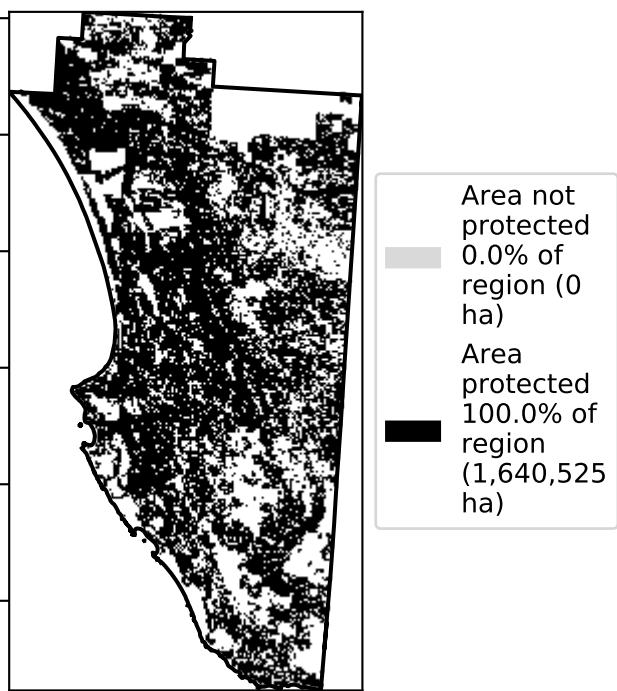 Area not
protected
0.0% of
region (0
ha)
Area
protected
100.0% of
region
(1,640,525
ha)